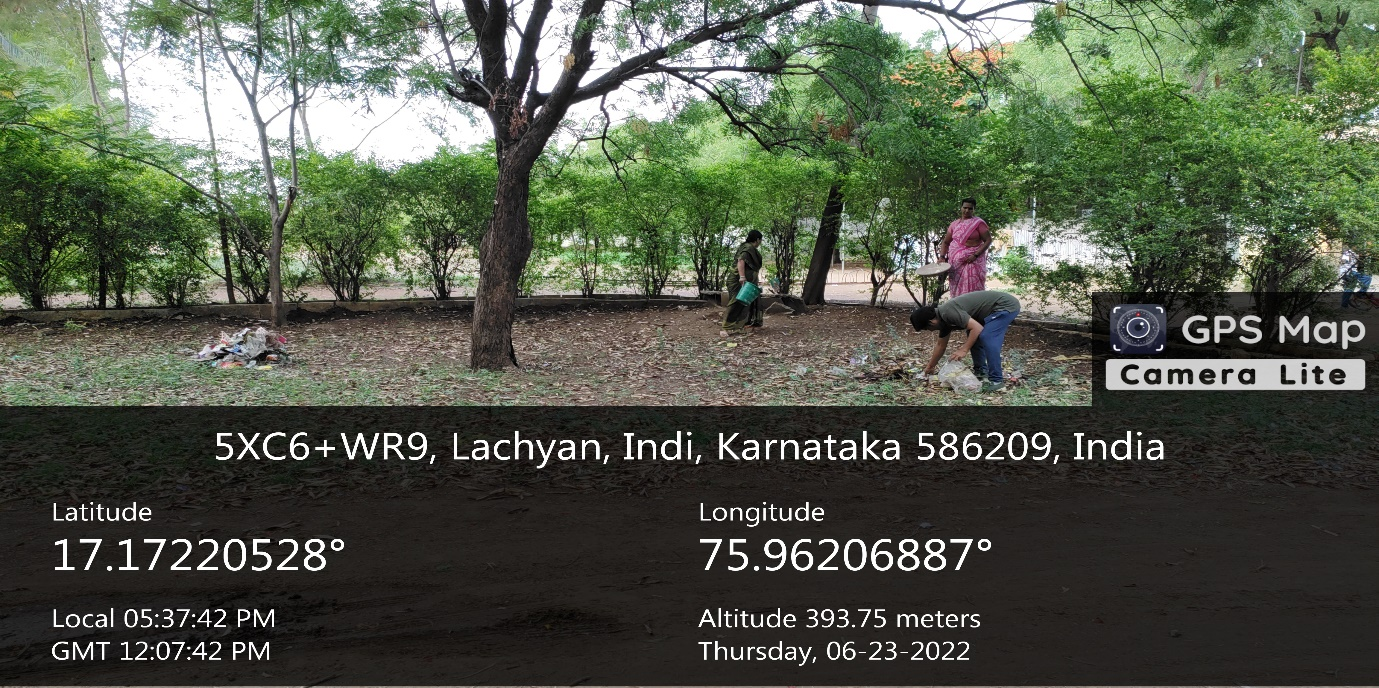 GPS Map
Camera Lite
5XC6+WR9, Lachyan, Indi, Karnataka 586209, India
Latitude
17.17220528°
Longitude
75.96206887°
Local 05:37:42 PM
GMT 12:07:42 PM
Altitude 393.75 meters
Thursday, 06-23-2022